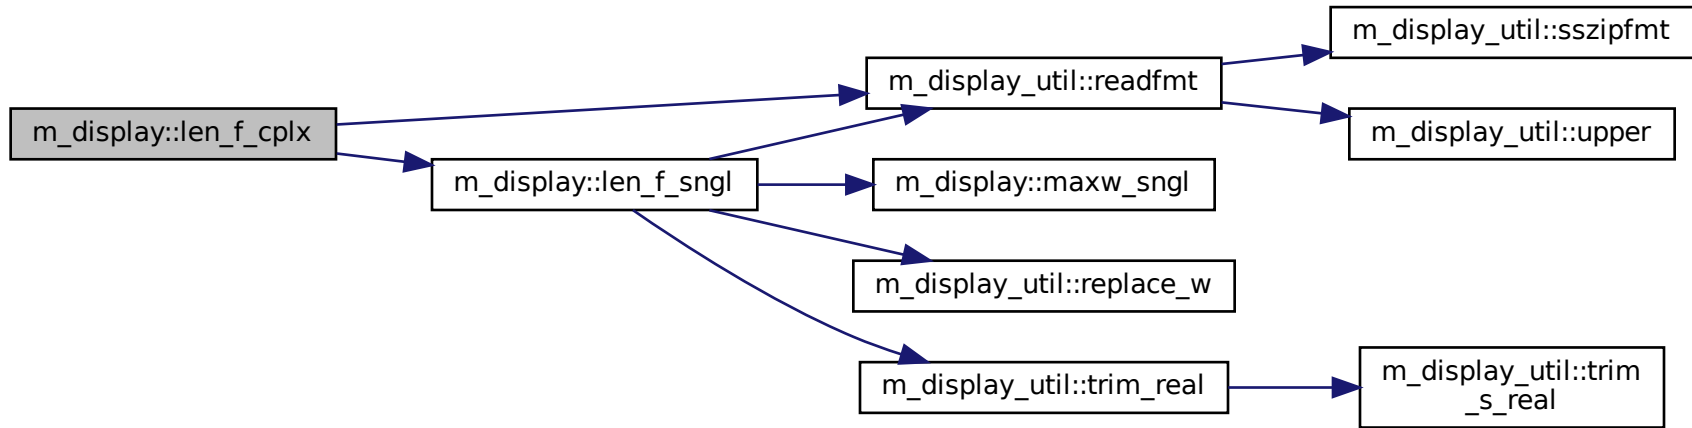 m_display::len_f_cplx
m_display::len_f_sngl
m_display_util::readfmt
m_display::maxw_sngl
m_display_util::replace_w
m_display_util::trim_real
m_display_util::sszipfmt
m_display_util::upper
m_display_util::trim
_s_real